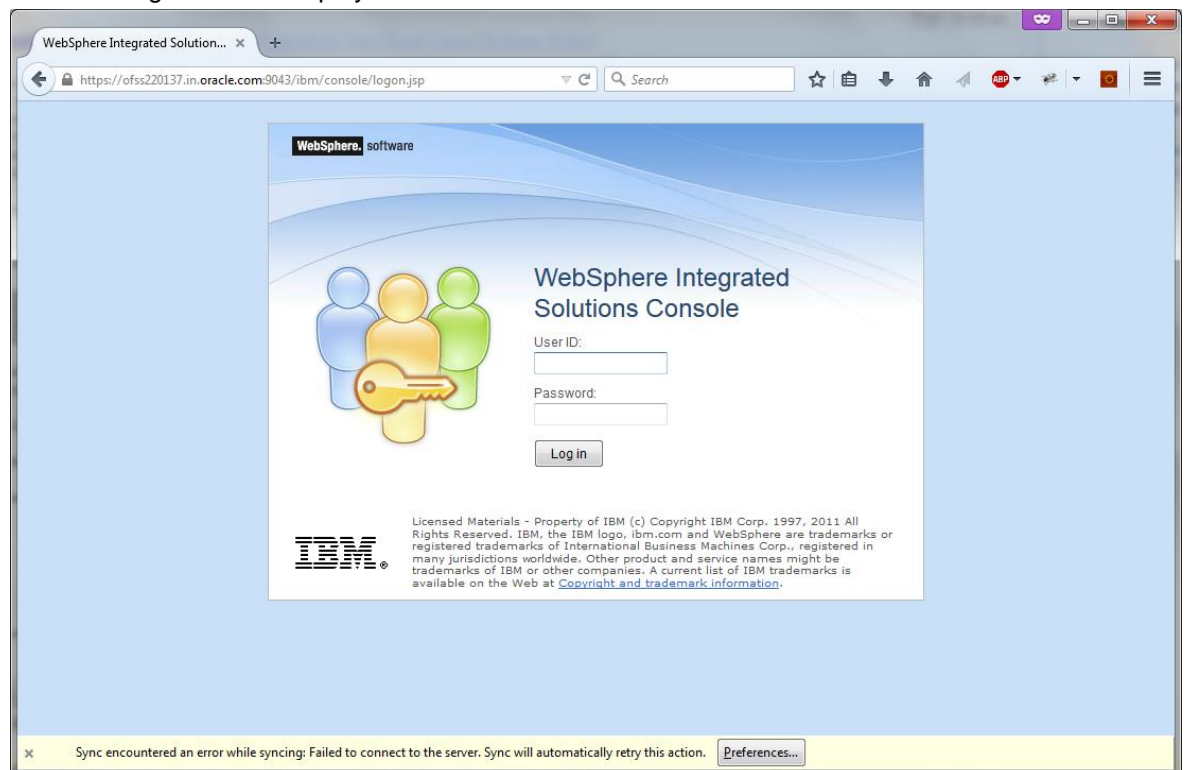 WebSphere Integrated Solution... × +
https://ofss220137.in.oracle.com:9043/ibm/console/logon.jsp
Search
ABP
WebSphere. software
WebSphere Integrated
Solutions Console
User ID:
Password:
Log in
IBM®
Licensed Materials - Property of IBM (c) Copyright IBM Corp. 1997, 2011 All
Rights Reserved. IBM, the IBM logo, ibm.com and WebSphere are trademarks or
registered trademarks of International Business Machines Corp., registered in
many jurisdictions worldwide. Other product and service names might be
trademarks of IBM or other companies. A current list of IBM trademarks is
available on the Web at Copyright and trademark information.
× Sync encountered an error while syncing: Failed to connect to the server. Sync will automatically retry this action. Preferences...